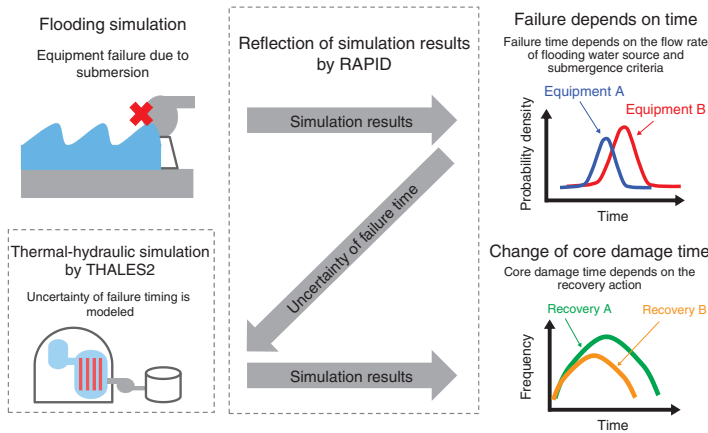 Flooding simulation
Equipment failure due to
submersion
Thermal-hydraulic simulation
by THALES2
Uncertainty of failure timing is
modeled
Reflection of simulation results
by RAPID
Simulation results
Uncertainty of failure time
Simulation results
Failure depends on time
Failure time depends on the flow rate
of flooding water source and
submergence criteria
Equipment A
Equipment B
Probability density
Time
Change of core damage time
Core damage time depends on the
recovery action
Recovery A
Recovery B
Frequency
Time